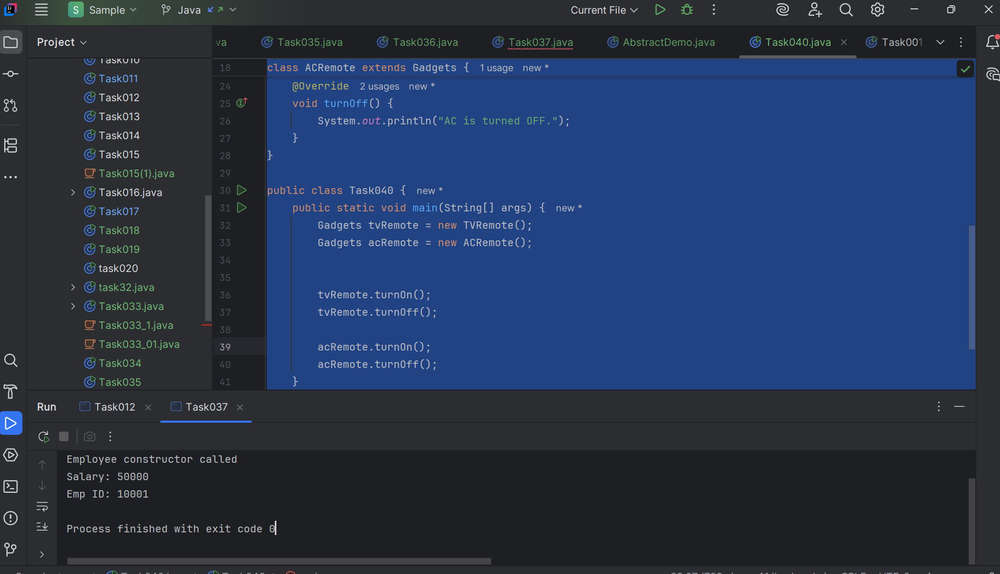 S Sample Java Current File
Project
va Task035.java Task036.java Task037.java AbstractDemo.java Task040.java Task001
Task010
Task011
Task012
Task013
Task014
Task015
Task015(1).java
Task016.java
Task017
Task018
Task019
task020
task32.java
Task033.java
Task033_1.java
Task033_01.java
Task034
Task035
18 class ACRemote extends Gadgets { 1 usage new *
24 @Override 2 usages new *
25 void turnOff() {
26 System.out.println("AC is turned OFF.");
27 }
28 }
29
30 public class Task040 { new *
31 public static void main(String[] args) { new *
32 Gadgets tvRemote = new TVRemote();
33 Gadgets acRemote = new ACRemote();
34
35
36 tvRemote.turnOn();
37 tvRemote.turnOff();
38
39 acRemote.turnOn();
40 acRemote.turnOff();
41 }
Run Task012 Task037
Employee constructor called
Salary: 50000
Emp ID: 10001
Process finished with exit code 0